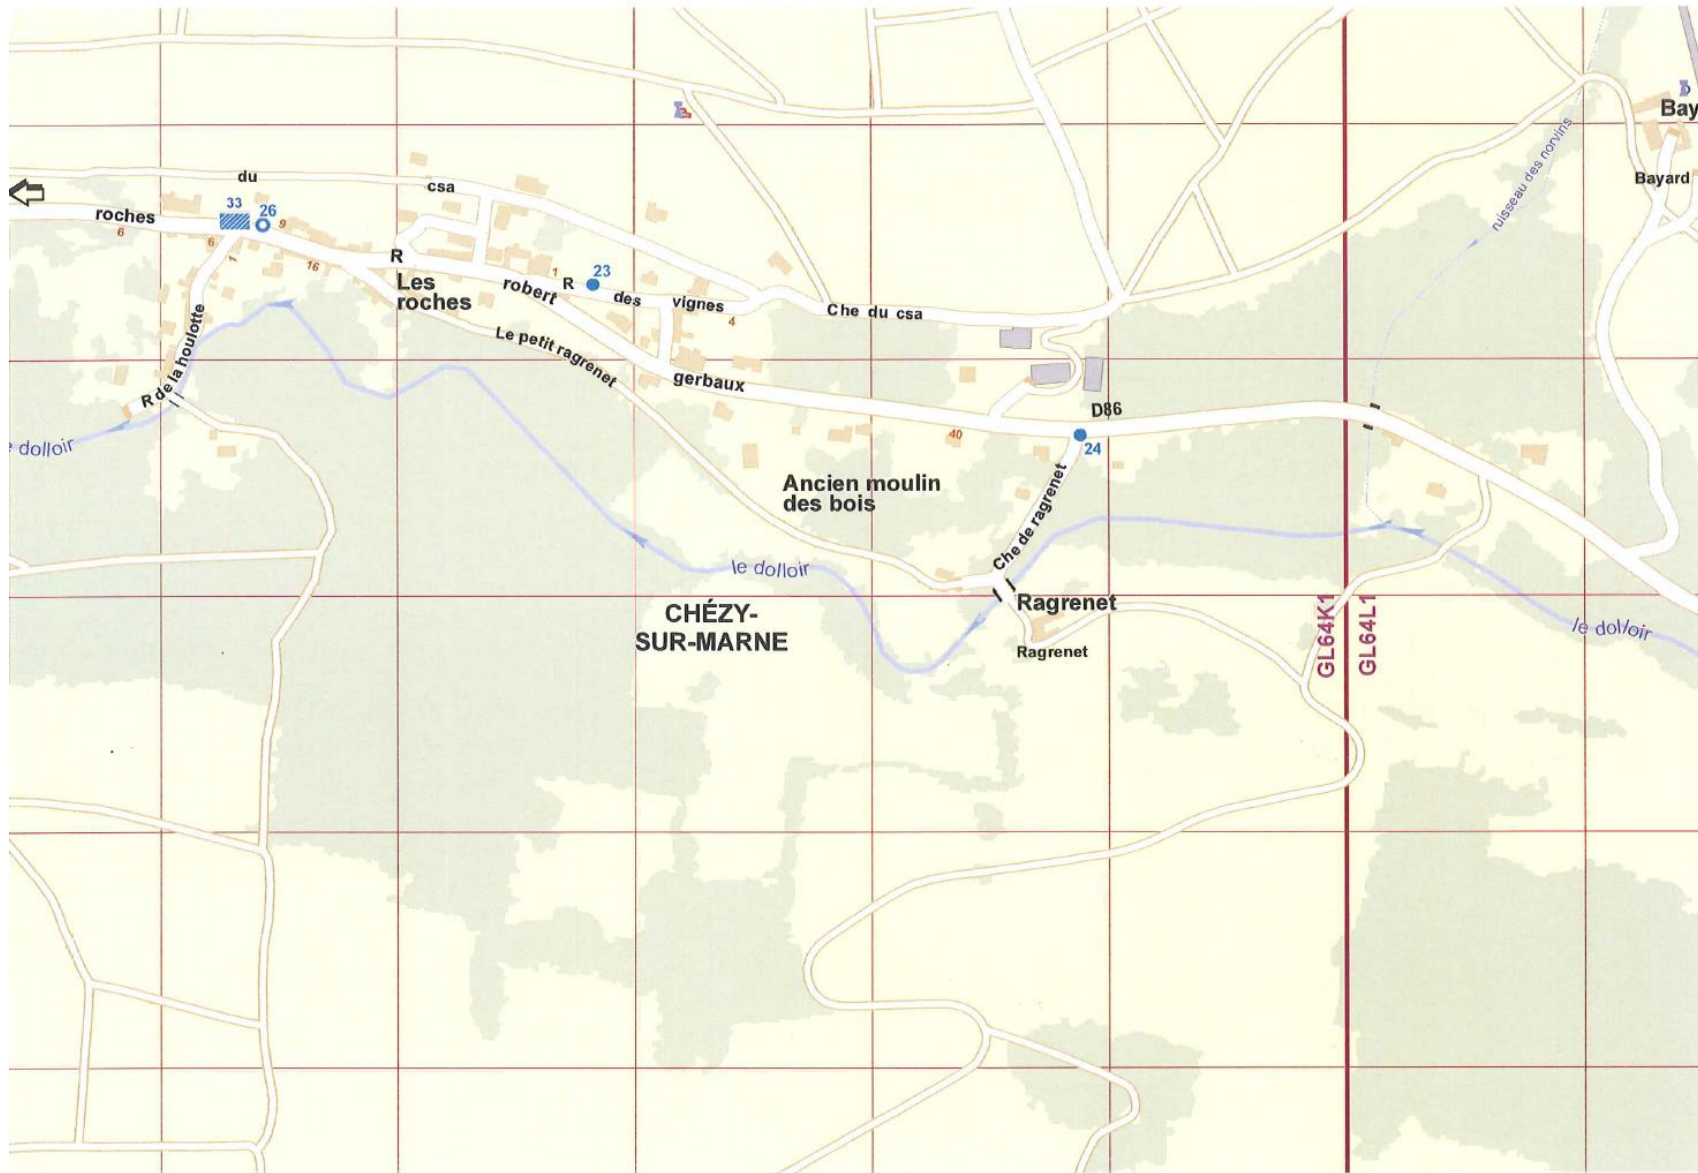 Bay
Bayard
ruisseau des norvins
du
csa
33
26
9
roches
6
6
1
16
R
Les
roches
1
R
23
robert
des
vignes
4
Che du csa
R de la houlotte
Le petit ragrenet
gerbaux
D86
40
24
dolloir
Ancien moulin
des bois
Che de ragrenet
le dolloir
CHÉZY-
SUR-MARNE
Ragrenet
Ragrenet
GL64K1
GL64L1
le dolloir